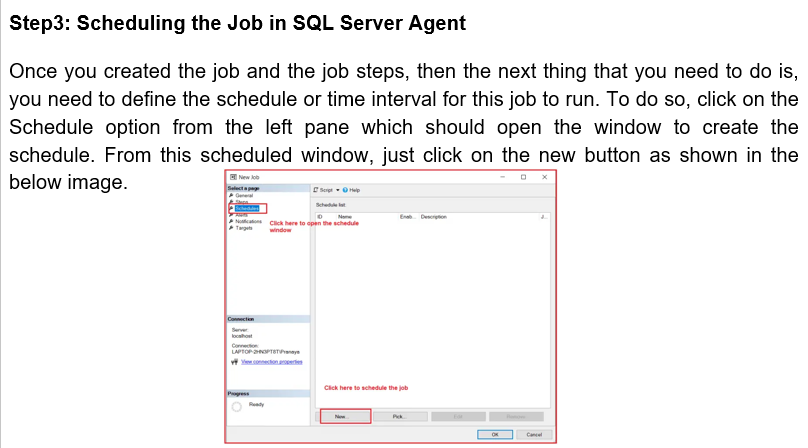 Step3: Scheduling the Job in SQL Server Agent
Once you created the job and the job steps, then the next thing that you need to do is,
you need to define the schedule or time interval for this job to run. To do so, click on the
Schedule option from the left pane which should open the window to create the
schedule. From this scheduled window, just click on the new button as shown in the
below image.
New Job
Select a page
General
Steps
Schedules
Alerts
Notifications
Targets
Script
Help
Schedule list:
ID Name Enab... Description J...
Click here to open the schedule
window
Connection
Server:
localhost
Connection:
LAPTOP-2HN3PT8T\Pranaya
View connection properties
Progress
Ready
Click here to schedule the job
New... Pick... Edit Remove
OK Cancel